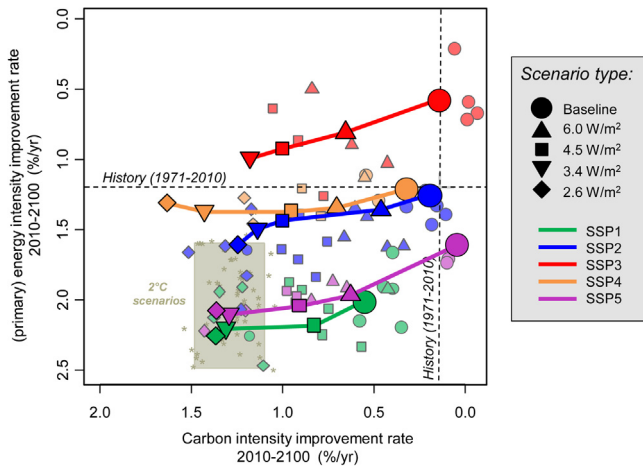 (primary) energy intensity improvement rate
2010-2100 (%/yr)
0.0
0.5
1.0
1.5
2.0
2.5
History (1971-2010)
History (1971-2010)
2°C
scenarios
2.0
1.5
1.0
0.5
0.0
Carbon intensity improvement rate
2010-2100 (%/yr)
Scenario type:
Baseline
6.0 W/m²
4.5 W/m²
3.4 W/m²
2.6 W/m²
SSP1
SSP2
SSP3
SSP4
SSP5